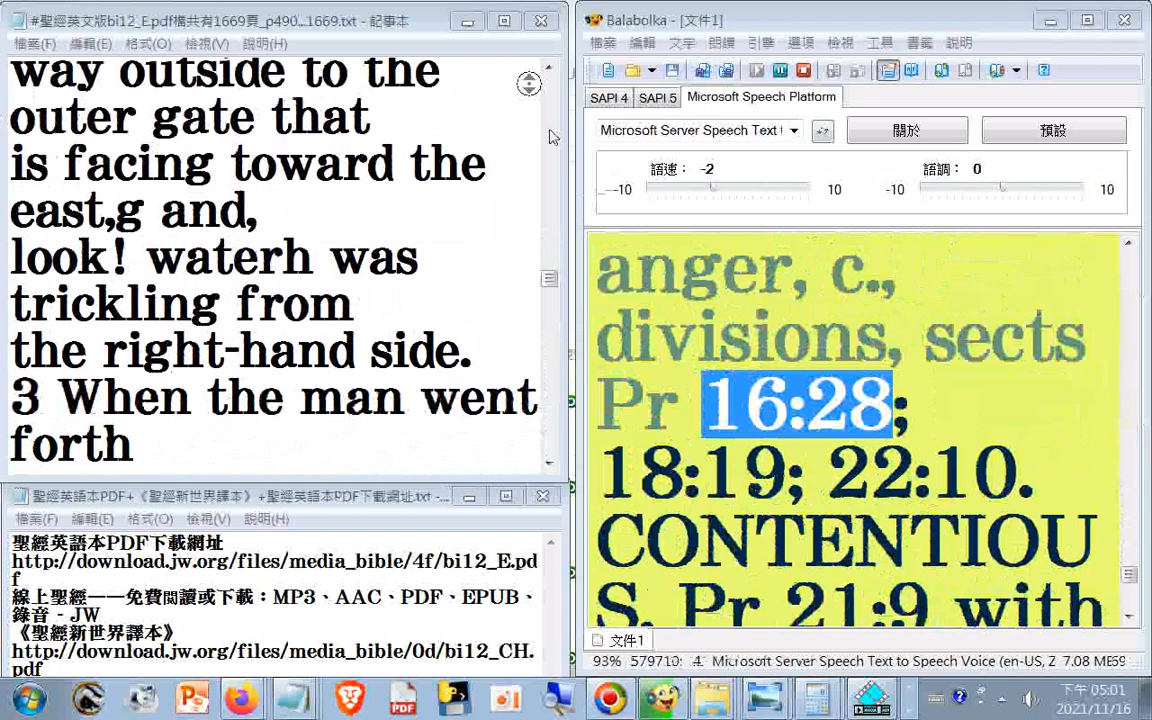 #聖經英文版bi12_E.pdf橫共有1669頁_p490...1669.txt - 記事本
檔案(F) 編輯(E) 格式(O) 檢視(V) 說明(H)
way outside to the
outer gate that
is facing toward the
east,g and,
look! waterh was
trickling from
the right-hand side.
3 When the man went
forth
聖經英語本PDF+《聖經新世界譯本》+聖經英語本PDF下載網址.txt - ...
檔案(F) 編輯(E) 格式(O) 檢視(V) 說明(H)
聖經英語本PDF下載網址
http://download.jw.org/files/media_bible/4f/bi12_E.pd
f
線上聖經——免費閱讀或下載：MP3、AAC、PDF、EPUB、
錄音 - JW
《聖經新世界譯本》
http://download.jw.org/files/media_bible/0d/bi12_CH.
pdf
Balabolka - [文件1]
檔案 編輯 文字 朗讀 引擎 選項 檢視 工具 書籤 說明
SAPI 4 SAPI 5 Microsoft Speech Platform
Microsoft Server Speech Text 關於 預設
語速： -2 語調： 0
-10 10 -10 10
anger, c.,
divisions, sects
Pr 16:28;
18:19; 22:10.
CONTENTIOU
S. Pr 21:9 with
文件1
93% 579710: 4: Microsoft Server Speech Text to Speech Voice (en-US, Z 7.08 ME59
PDF
下午 05:01
2021/11/16